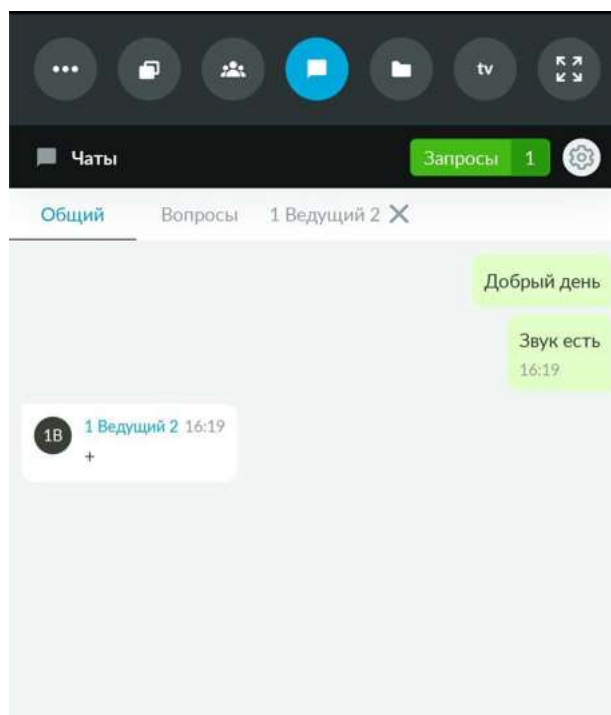 tv
Чаты
Запросы 1
Общий Вопросы 1 Ведущий 2
Добрый день
Звук есть
16:19
1В
1 Ведущий 2 16:19
+